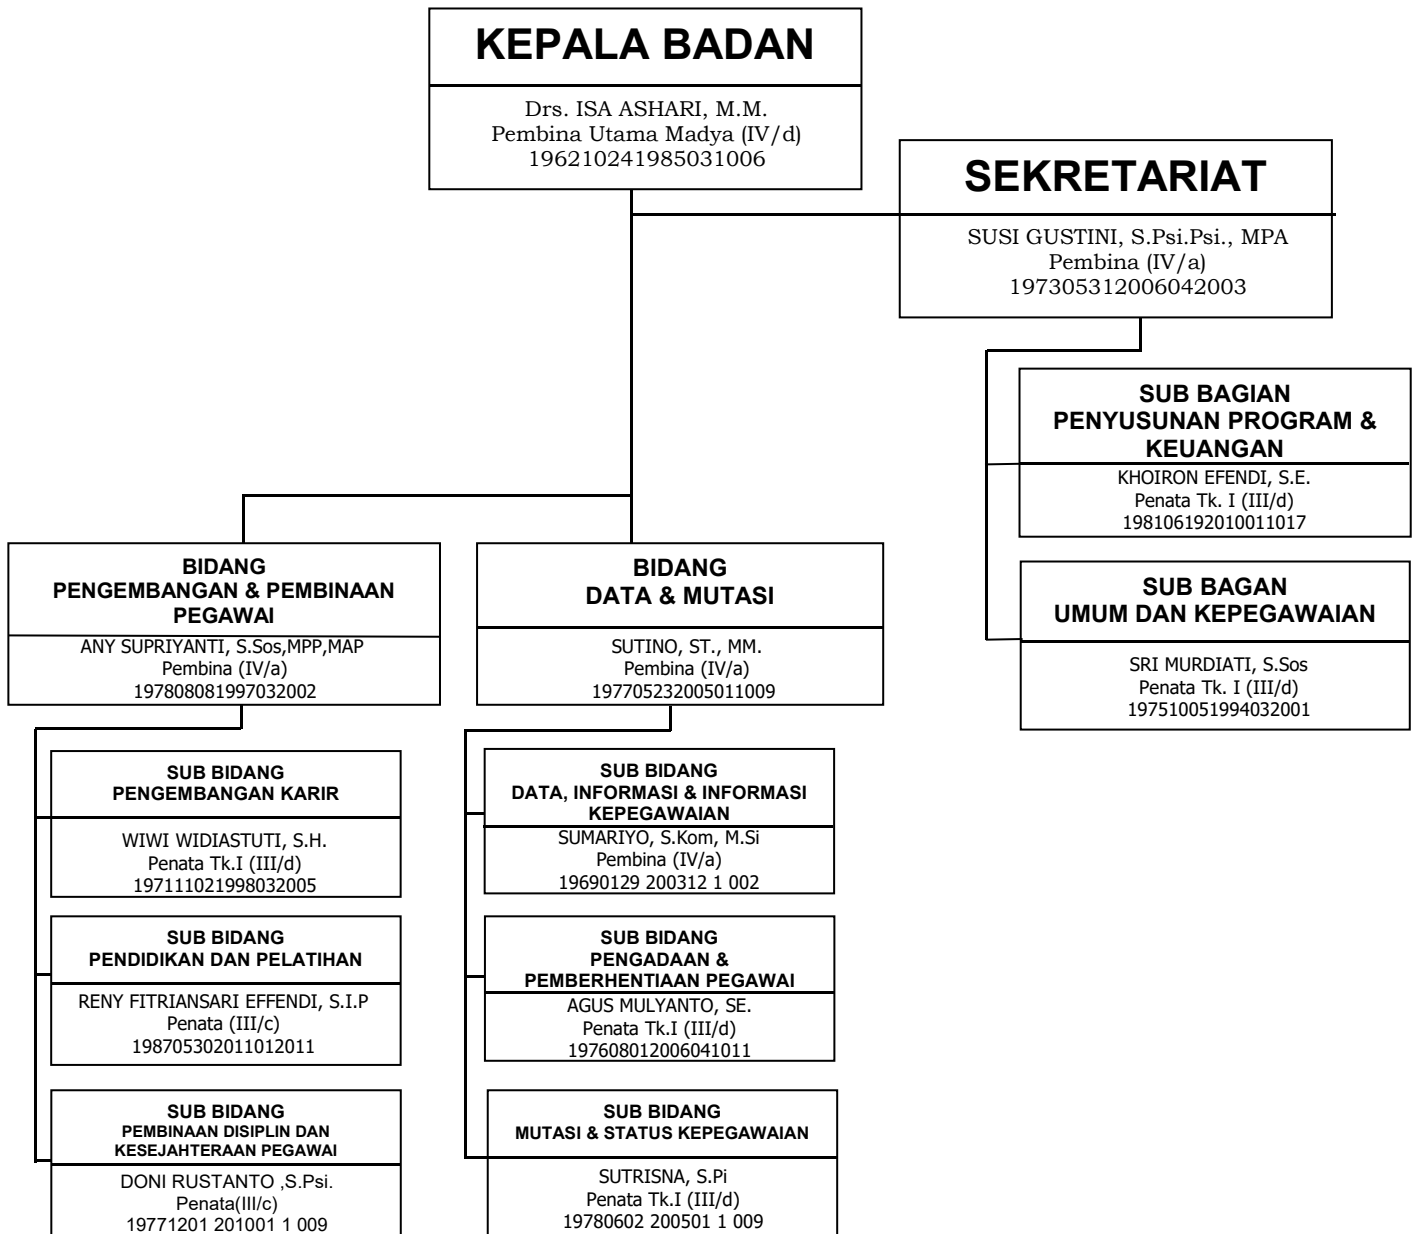 KEPALA BADAN
Drs. ISA ASHARI, M.M.
Pembina Utama Madya (IV/d)
196210241985031006
SEKRETARIAT
SUSI GUSTINI, S.Psi.Psi., MPA
Pembina (IV/a)
197305312006042003
SUB BAGIAN
PENYUSUNAN PROGRAM &
KEUANGAN
KHOIRON EFENDI, S.E.
Penata Tk. I (III/d)
198106192010011017
SUB BAGAN
UMUM DAN KEPEGAWAIAN
SRI MURDIATI, S.Sos
Penata Tk. I (III/d)
197510051994032001
BIDANG
PENGEMBANGAN & PEMBINAAN
PEGAWAI
ANY SUPRIYANTI, S.Sos,MPP,MAP
Pembina (IV/a)
197808081997032002
BIDANG
DATA & MUTASI
SUTINO, ST., MM.
Pembina (IV/a)
197705232005011009
SUB BIDANG
PENGEMBANGAN KARIR
WIWI WIDIASTUTI, S.H.
Penata Tk.I (III/d)
197111021998032005
SUB BIDANG
PENDIDIKAN DAN PELATIHAN
RENY FITRIANSARI EFFENDI, S.I.P
Penata (III/c)
198705302011012011
SUB BIDANG
PEMBINAAN DISIPLIN DAN
KESEJAHTERAAN PEGAWAI
DONI RUSTANTO ,S.Psi.
Penata(III/c)
19771201 201001 1 009
SUB BIDANG
DATA, INFORMASI & INFORMASI
KEPEGAWAIAN
SUMARIYO, S.Kom, M.Si
Pembina (IV/a)
19690129 200312 1 002
SUB BIDANG
PENGADAAN &
PEMBERHENTIAAN PEGAWAI
AGUS MULYANTO, SE.
Penata Tk.I (III/d)
197608012006041011
SUB BIDANG
MUTASI & STATUS KEPEGAWAIAN
SUTRISNA, S.Pi
Penata Tk.I (III/d)
19780602 200501 1 009